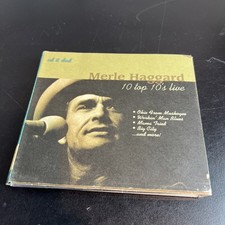 cd & dvd
Merle Haggard
10 top 10's live
• Okie From Muskogee
• Workin' Man Blues
• Mama Tried
• Big City
...and more!